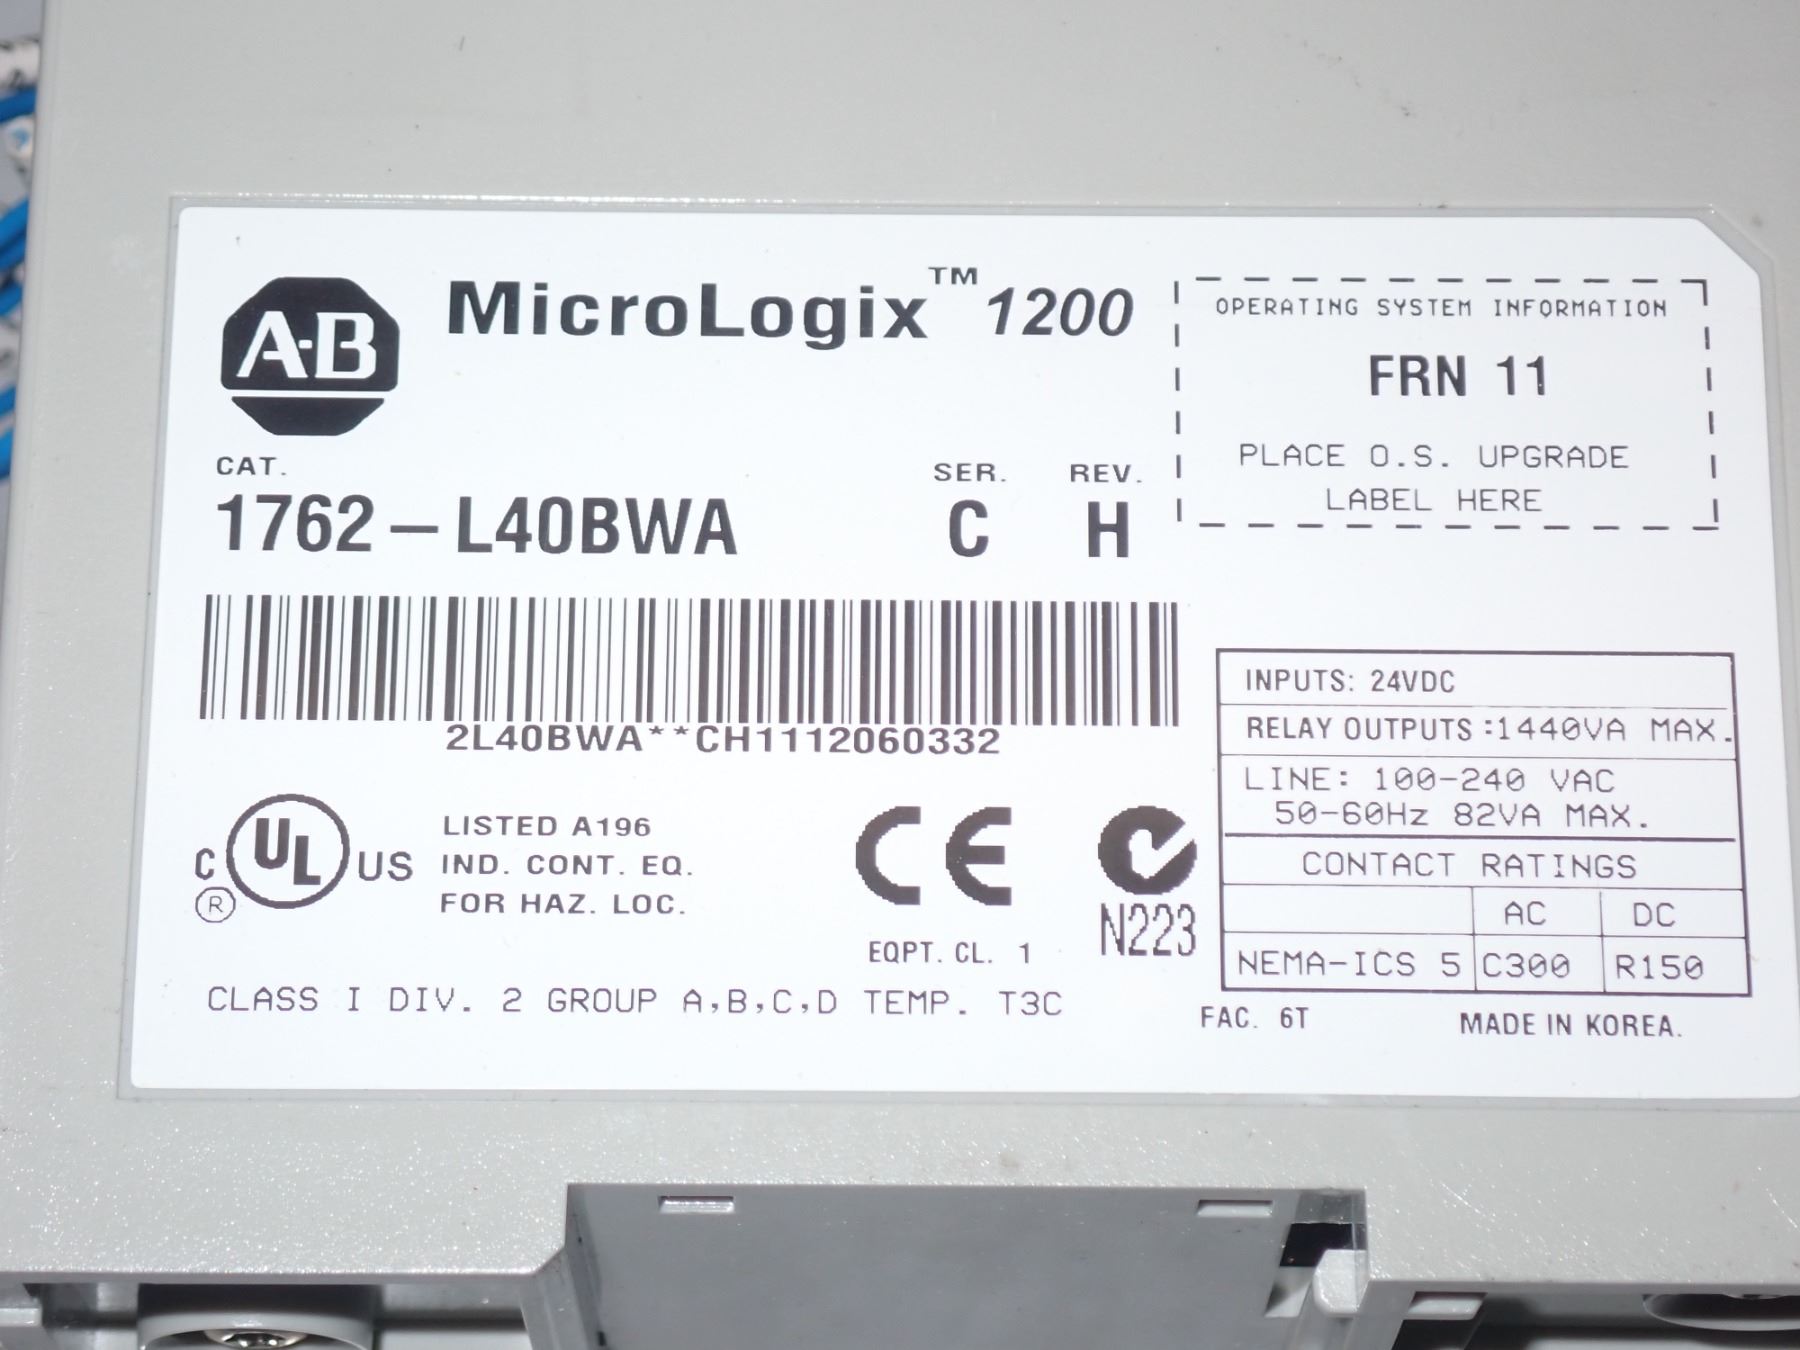 A-B
MicroLogix™ 1200
OPERATING SYSTEM INFORMATION
FRN 11
PLACE O.S. UPGRADE
LABEL HERE
CAT. SER. REV.
1762-L40BWA C H
2L40BWA**CH1112060332
INPUTS: 24VDC
RELAY OUTPUTS:1440VA MAX.
LINE: 100-240 VAC
50-60Hz 82VA MAX.
CONTACT RATINGS
AC DC
NEMA-ICS 5 C300 R150
C UL US
®
LISTED A196
IND. CONT. EQ.
FOR HAZ. LOC.
CE
N223
EQPT. CL. 1
CLASS I DIV. 2 GROUP A,B,C,D TEMP. T3C
FAC. 6T MADE IN KOREA.